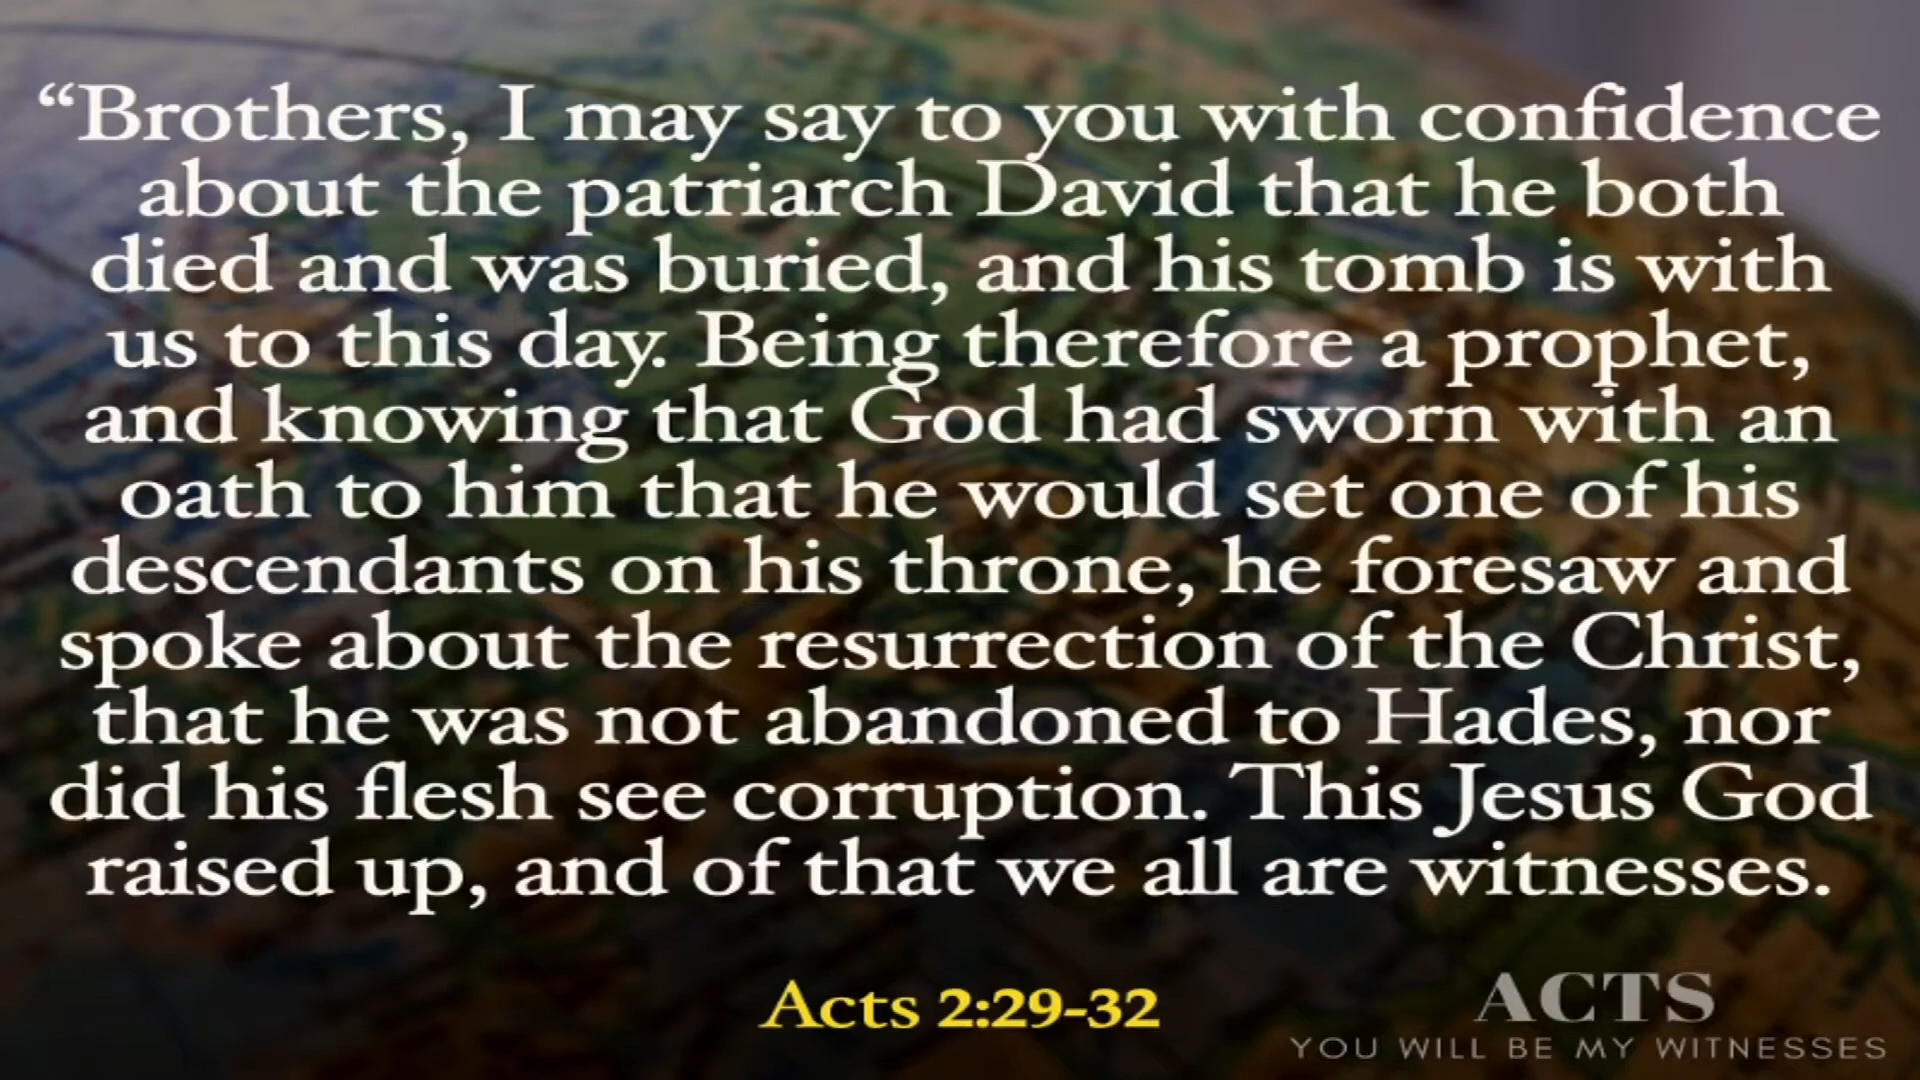 “Brothers, I may say to you with confidence
about the patriarch David that he both
died and was buried, and his tomb is with
us to this day. Being therefore a prophet,
and knowing that God had sworn with an
oath to him that he would set one of his
descendants on his throne, he foresaw and
spoke about the resurrection of the Christ,
that he was not abandoned to Hades, nor
did his flesh see corruption. This Jesus God
raised up, and of that we all are witnesses.
Acts 2:29-32
ACTS
YOU WILL BE MY WITNESSES